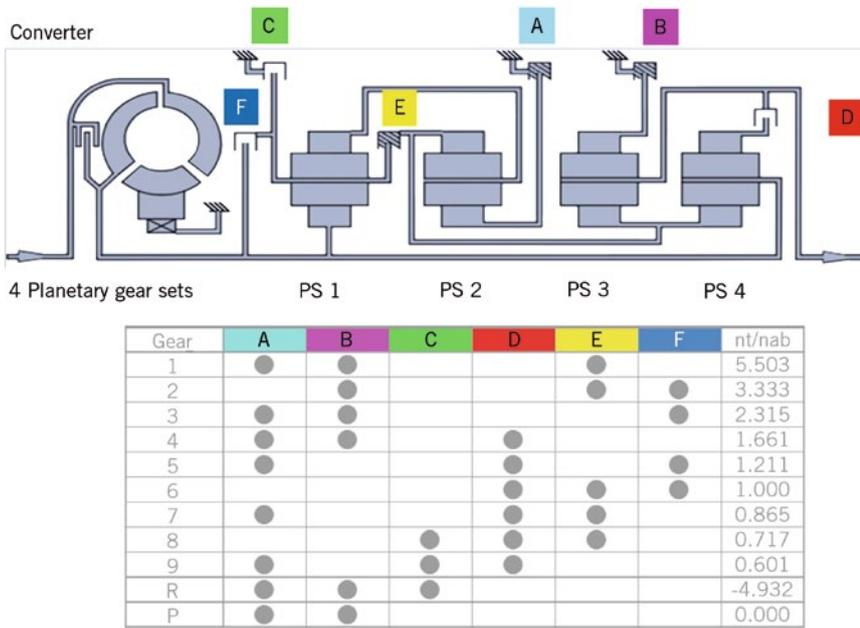 Converter
C
A
B
F
E
D
4 Planetary gear sets PS 1 PS 2 PS 3 PS 4
Gear A B C D E F nt/nab
1 5.503
2 3.333
3 2.315
4 1.661
5 1.211
6 1.000
7 0.865
8 0.717
9 0.601
R -4.932
P 0.000